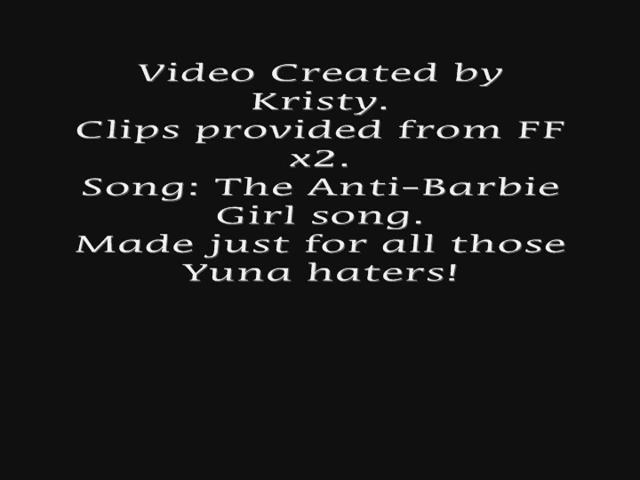 Video Created by
Kristy.
Clips provided from FF
x2.
Song: The Anti-Barbie
Girl song.
Made just for all those
Yuna haters!